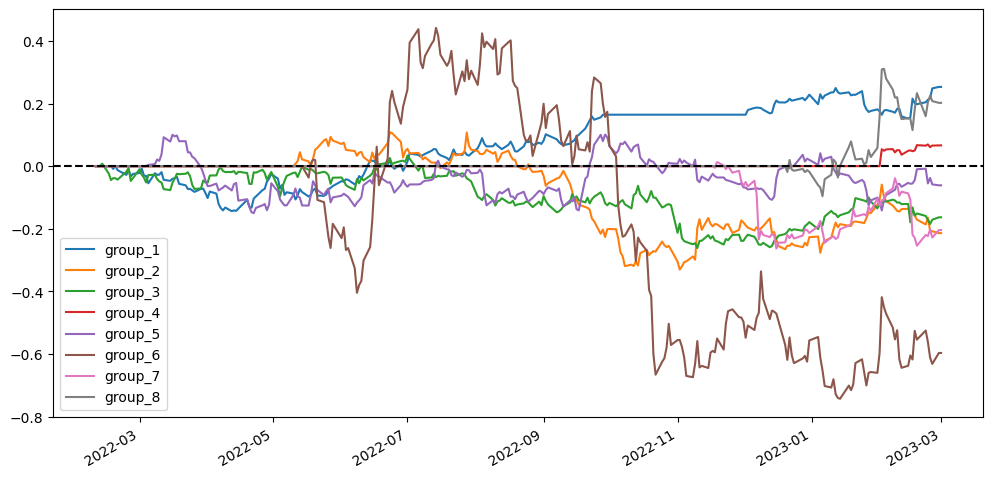 0.4
0.2
0.0
−0.2
−0.4
−0.6
−0.8
group_1
group_2
group_3
group_4
group_5
group_6
group_7
group_8
2022-03
2022-05
2022-07
2022-09
2022-11
2023-01
2023-03